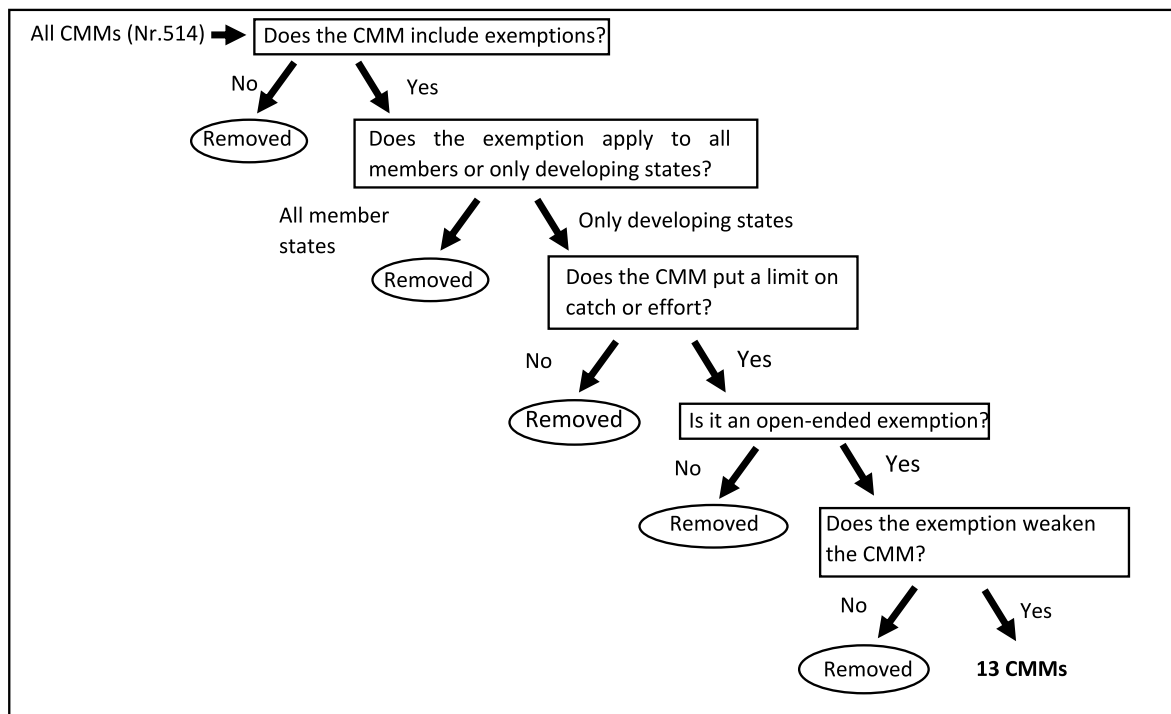 All CMMs (Nr.514)
Does the CMM include exemptions?
No
Yes
Removed
Does the exemption apply to all
members or only developing states?
All member
states
Only developing states
Removed
Does the CMM put a limit on
catch or effort?
No
Yes
Removed
Is it an open-ended exemption?
No
Yes
Removed
Does the exemption weaken
the CMM?
No
Yes
Removed
13 CMMs